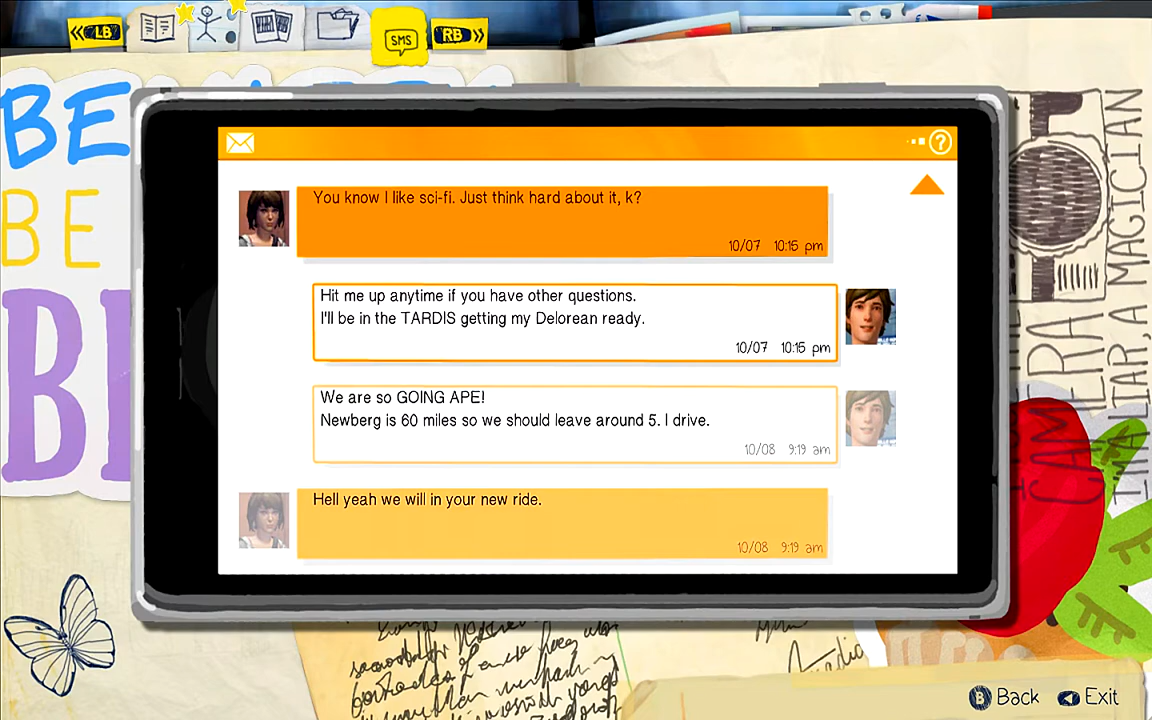 LB
SMS
RB
BE
BE
You know I like sci-fi. Just think hard about it, k?
10/07 10:15 pm
Hit me up anytime if you have other questions.
I'll be in the TARDIS getting my Delorean ready.
10/07 10:15 pm
We are so GOING APE!
Newberg is 60 miles so we should leave around 5. I drive.
10/08 9:19 am
Hell yeah we will in your new ride.
10/08 9:19 am
CAMERA
I'M A LIAR, A MAGICIAN
B Back
Exit